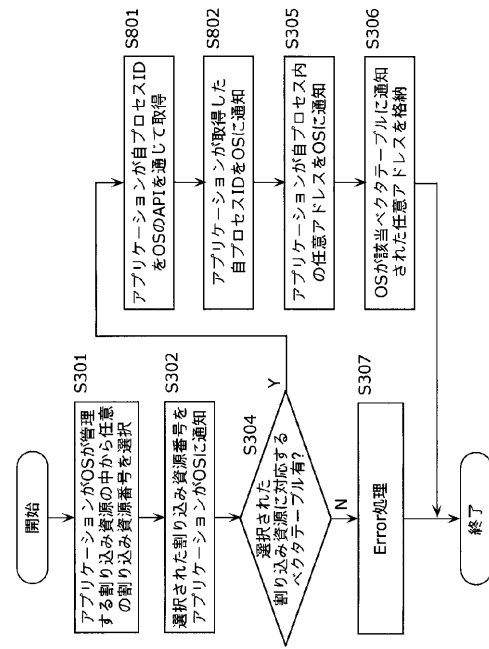 開始
S301
アプリケーションがOSが管理
する割り込み資源の中から任意
の割り込み資源番号を選択
S302
選択された割り込み資源番号を
アプリケーションがOSに通知
S304
選択された
割り込み資源に対応する
ベクタテーブル有?
Y
N
S801
アプリケーションが自プロセスID
をOSのAPIを通じて取得
S802
アプリケーションが取得した
自プロセスIDをOSに通知
S305
アプリケーションが自プロセス内
の任意アドレスをOSに通知
S306
OSが該当ベクタテーブルに通知
された任意アドレスを格納
S307
Error処理
終了